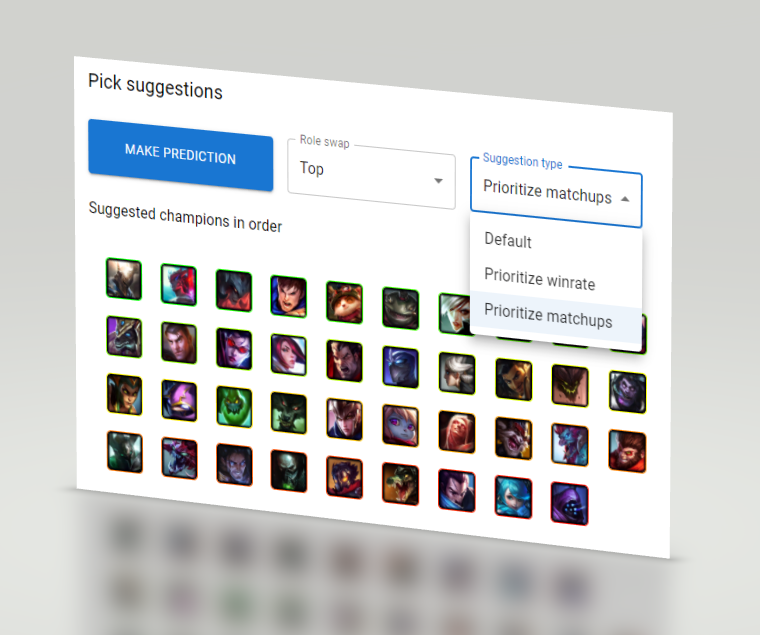 Pick suggestions
MAKE PREDICTION
Role swap
Top
Suggestion type
Prioritize matchups
Suggested champions in order
Default
Prioritize winrate
Prioritize matchups